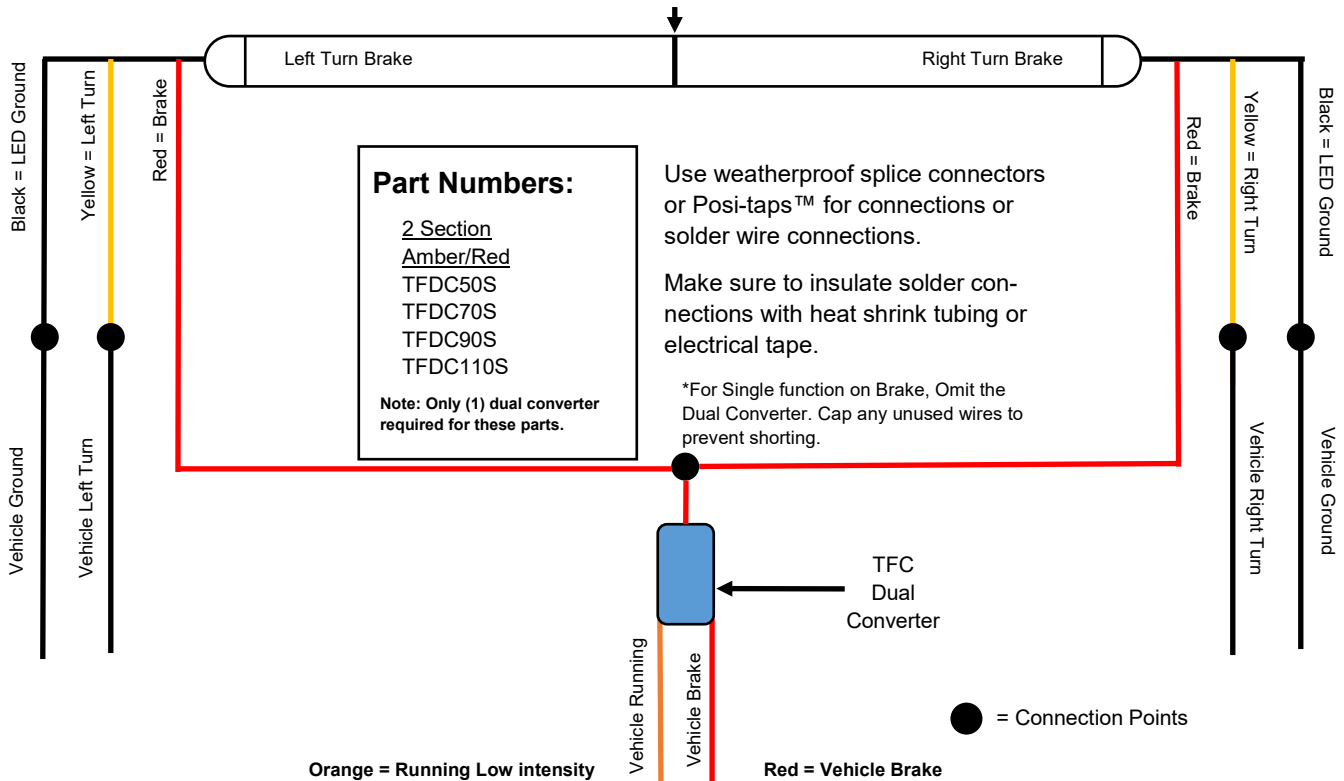 Left Turn Brake
Right Turn Brake
Black = LED Ground
Yellow = Left Turn
Red = Brake
Red = Brake
Yellow = Right Turn
Black = LED Ground
Part Numbers:
2 Section
Amber/Red
TFDC50S
TFDC70S
TFDC90S
TFDC110S
Note: Only (1) dual converter
required for these parts.
Use weatherproof splice connectors
or Posi-taps™ for connections or
solder wire connections.
Make sure to insulate solder con-
nections with heat shrink tubing or
electrical tape.
*For Single function on Brake, Omit the
Dual Converter. Cap any unused wires to
prevent shorting.
Vehicle Ground
Vehicle Left Turn
Vehicle Right Turn
Vehicle Ground
TFC
Dual
Converter
Vehicle Running
Vehicle Brake
= Connection Points
Orange = Running Low intensity
Red = Vehicle Brake